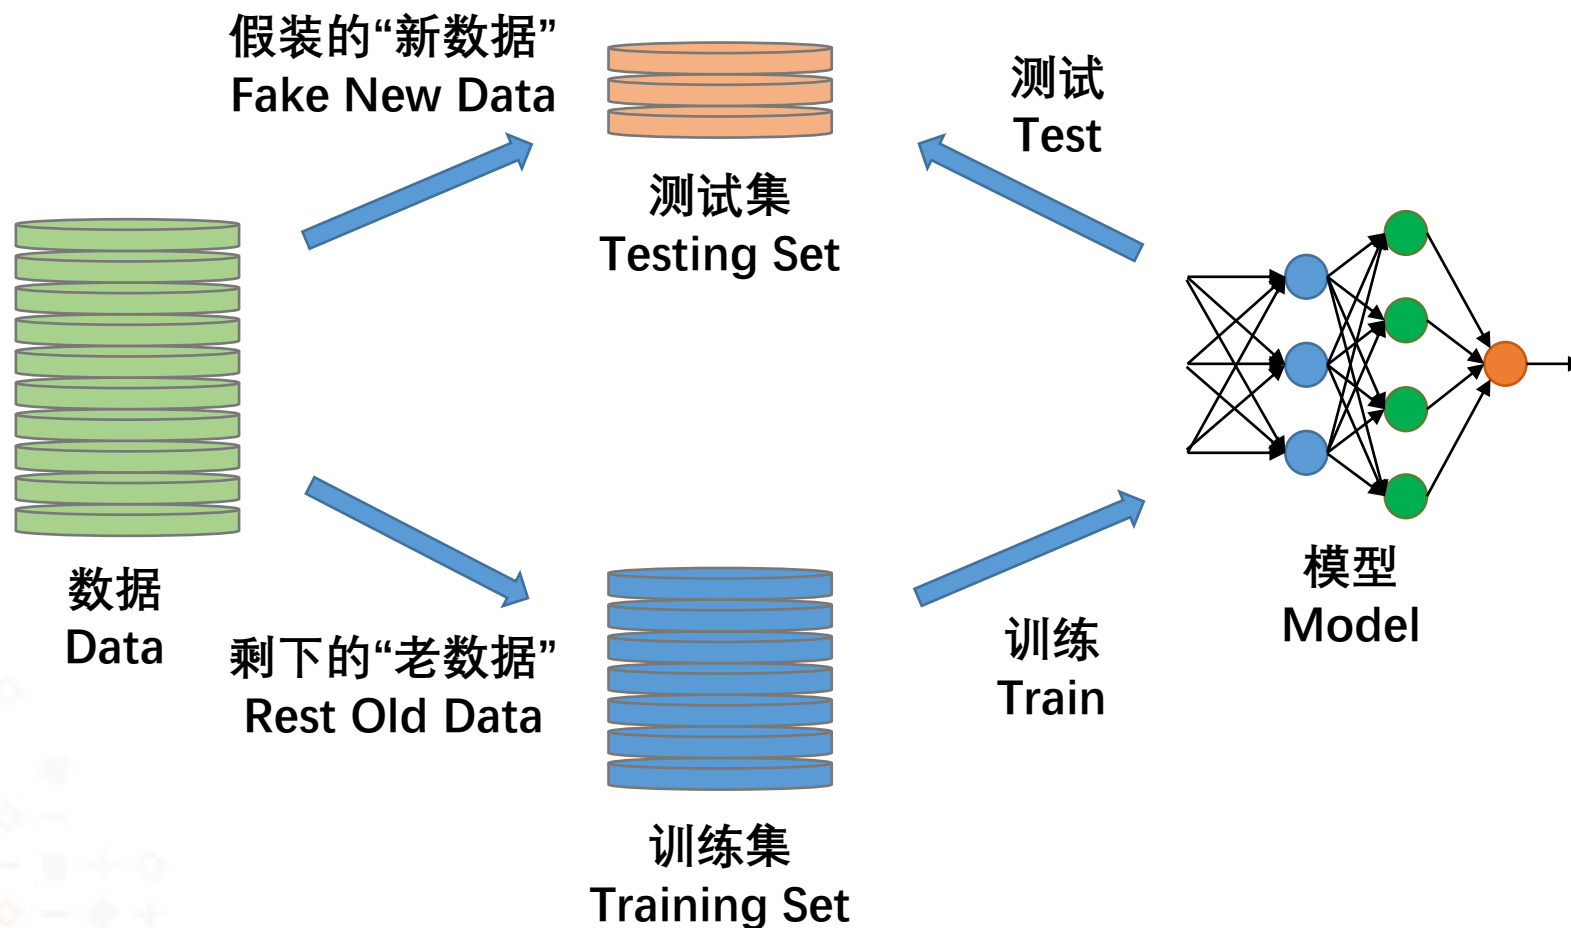 假装的“新数据”
Fake New Data
测试集
Testing Set
测试
Test
数据
Data
剩下的“老数据”
Rest Old Data
训练集
Training Set
训练
Train
模型
Model